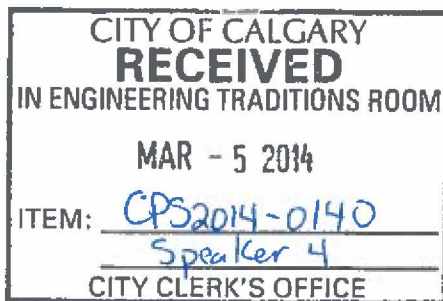 CITY OF CALGARY
RECEIVED
IN ENGINEERING TRADITIONS ROOM
MAR - 5 2014
ITEM: CPS2014-0140
Speaker 4
CITY CLERK'S OFFICE